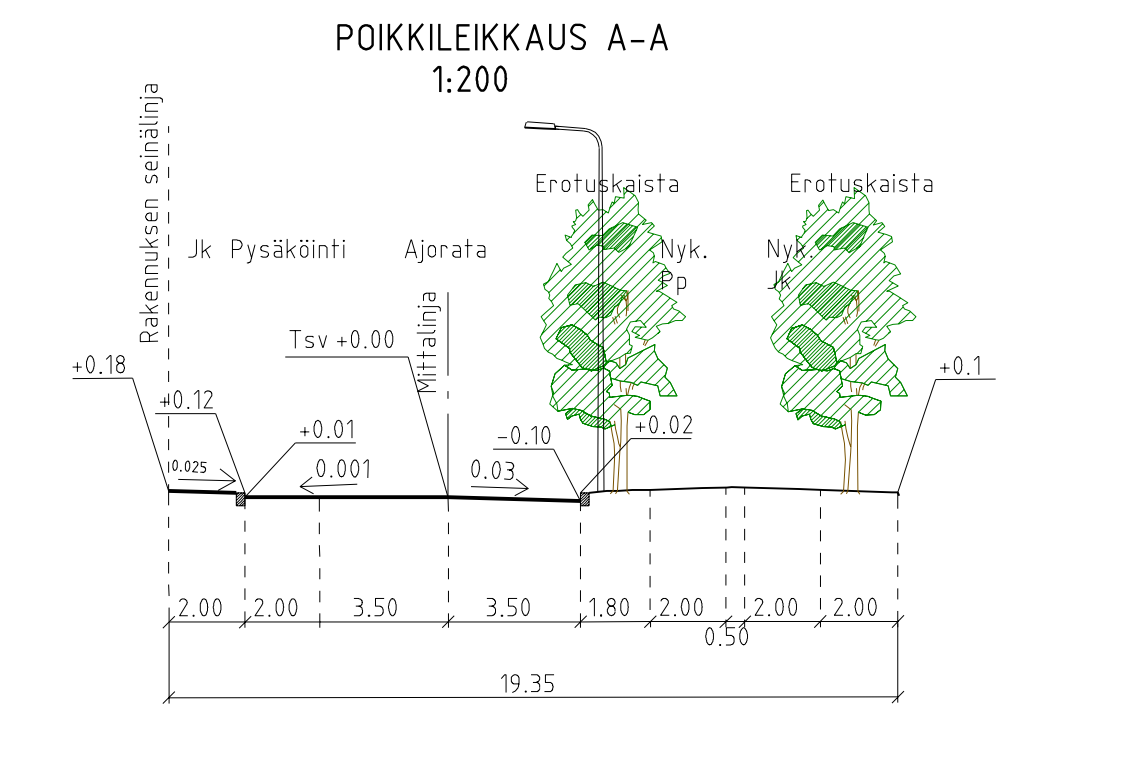 POIKKILEIKKAUS A-A
1:200
Rakennuksen seinälinja
Erotuskaista
Erotuskaista
Jk Pysäköinti
Ajorata
Nyk.
Pp
Nyk.
Jk
Mittalinja
Tsv +0.00
+0.18
+0.1
+0.12
+0.01
-0.10
+0.02
0.025
0.001
0.03
2.00
2.00
3.50
3.50
1.80
2.00
2.00
2.00
0.50
19.35